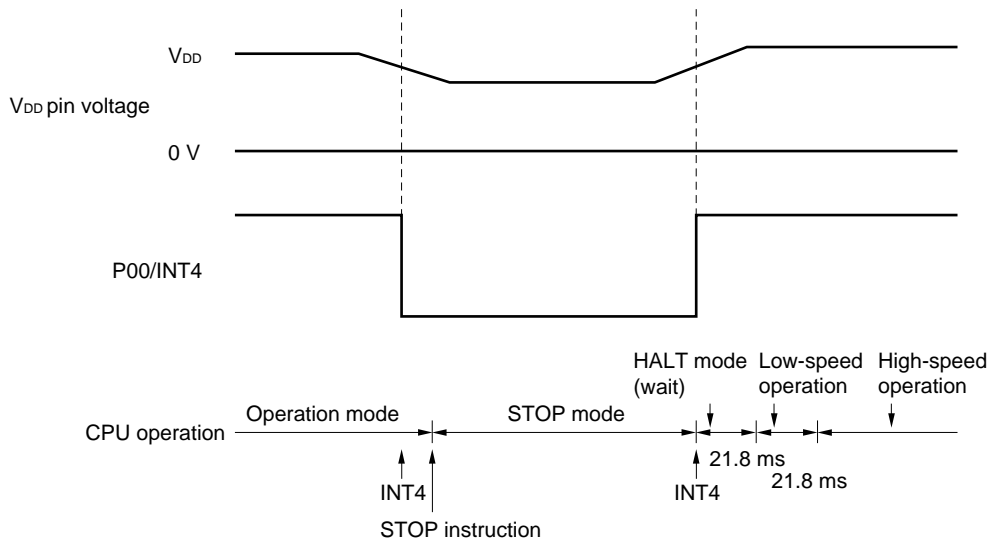 VDD
VDD pin voltage
0 V
P00/INT4
HALT mode
(wait)
Low-speed
operation
High-speed
operation
Operation mode
STOP mode
CPU operation
21.8 ms
21.8 ms
INT4
INT4
STOP instruction